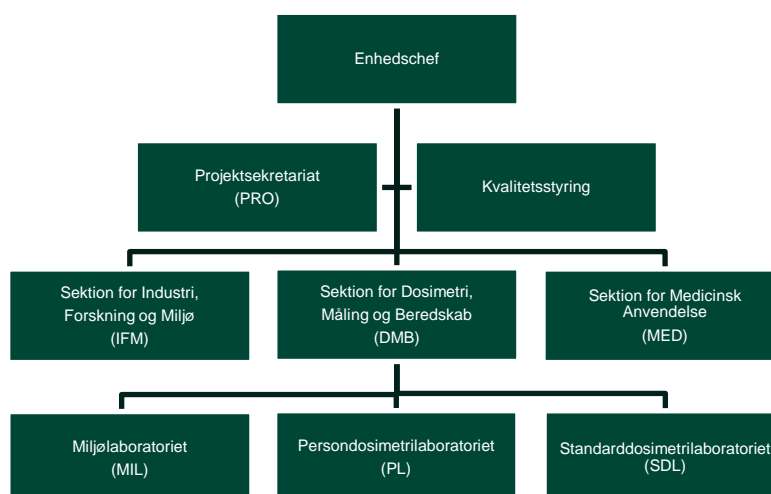 Enhedschef
Projektsekretariat
(PRO)
Kvalitetsstyring
Sektion for Industri,
Forskning og Miljø
(IFM)
Sektion for Dosimetri,
Måling og Beredskab
(DMB)
Sektion for Medicinsk
Anvendelse
(MED)
Miljølaboratoriet
(MIL)
Persondosimetrilaboratoriet
(PL)
Standarddosimetrilaboratoriet
(SDL)